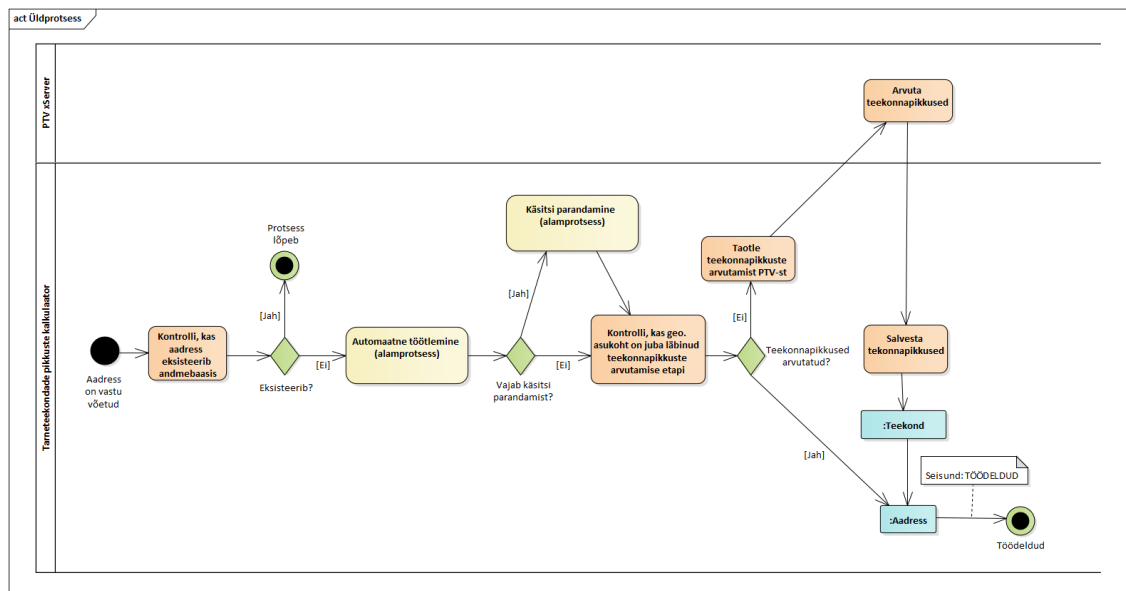 act Üldprotsess
PTV xServer
Arvuta
teekonnapikkused
Tarneteekondade pikkuste kalkulaator
Käsitsi parandamine
(alamprotsess)
Protsess
lõpeb
Taotle
teekonnapikkuste
arvutamist PTV-st
[Jah]
[Jah]
[Ei]
Kontrolli, kas
aadress
eksisteerib
andmebaasis
Automaatne töötlemine
(alamprotsess)
Kontrolli, kas geo.
asukoht on juba läbinud
teekonnapikkuste
arvutamise etapi
Salvesta
tekonnapikkused
Teekonnapikkused
arvutatud?
[Ei]
[Ei]
Aadress
on vastu
võetud
Eksisteerib?
Vajab käsitsi
parandamist?
:Teekond
[Jah]
Seisund: TÖÖDELDUD
:Aadress
Töödeldud